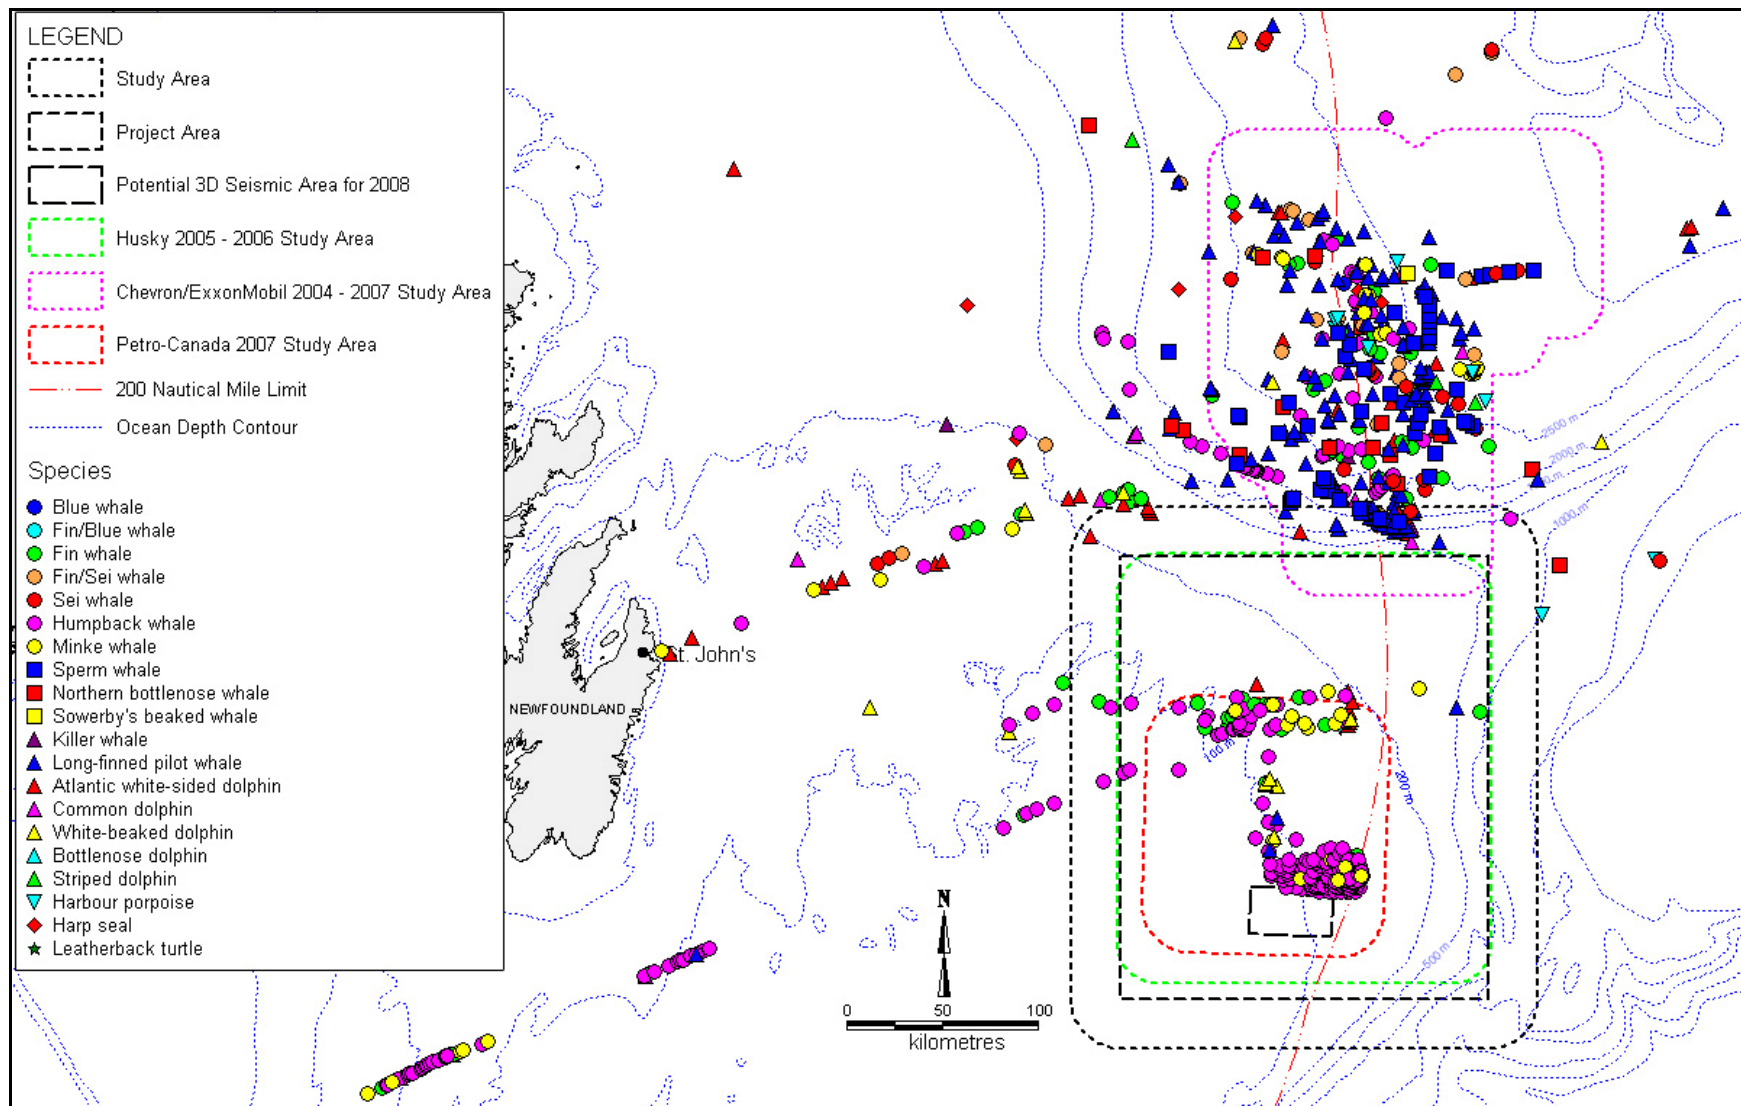 LEGEND
Study Area
Project Area
Potential 3D Seismic Area for 2008
Husky 2005 - 2006 Study Area
Chevron/ExxonMobil 2004 - 2007 Study Area
Petro-Canada 2007 Study Area
200 Nautical Mile Limit
Ocean Depth Contour
Species
Blue whale
Fin/Blue whale
Fin whale
Fin/Sei whale
Sei whale
Humpback whale
Minke whale
Sperm whale
Northern bottlenose whale
Sowerby's beaked whale
Killer whale
Long-finned pilot whale
Atlantic white-sided dolphin
Common dolphin
White-beaked dolphin
Bottlenose dolphin
Striped dolphin
Harbour porpoise
Harp seal
Leatherback turtle
St. John's
NEWFOUNDLAND
2500 m
2000 m
1000 m
100 m
200 m
500 m
N
0 50 100
kilometres